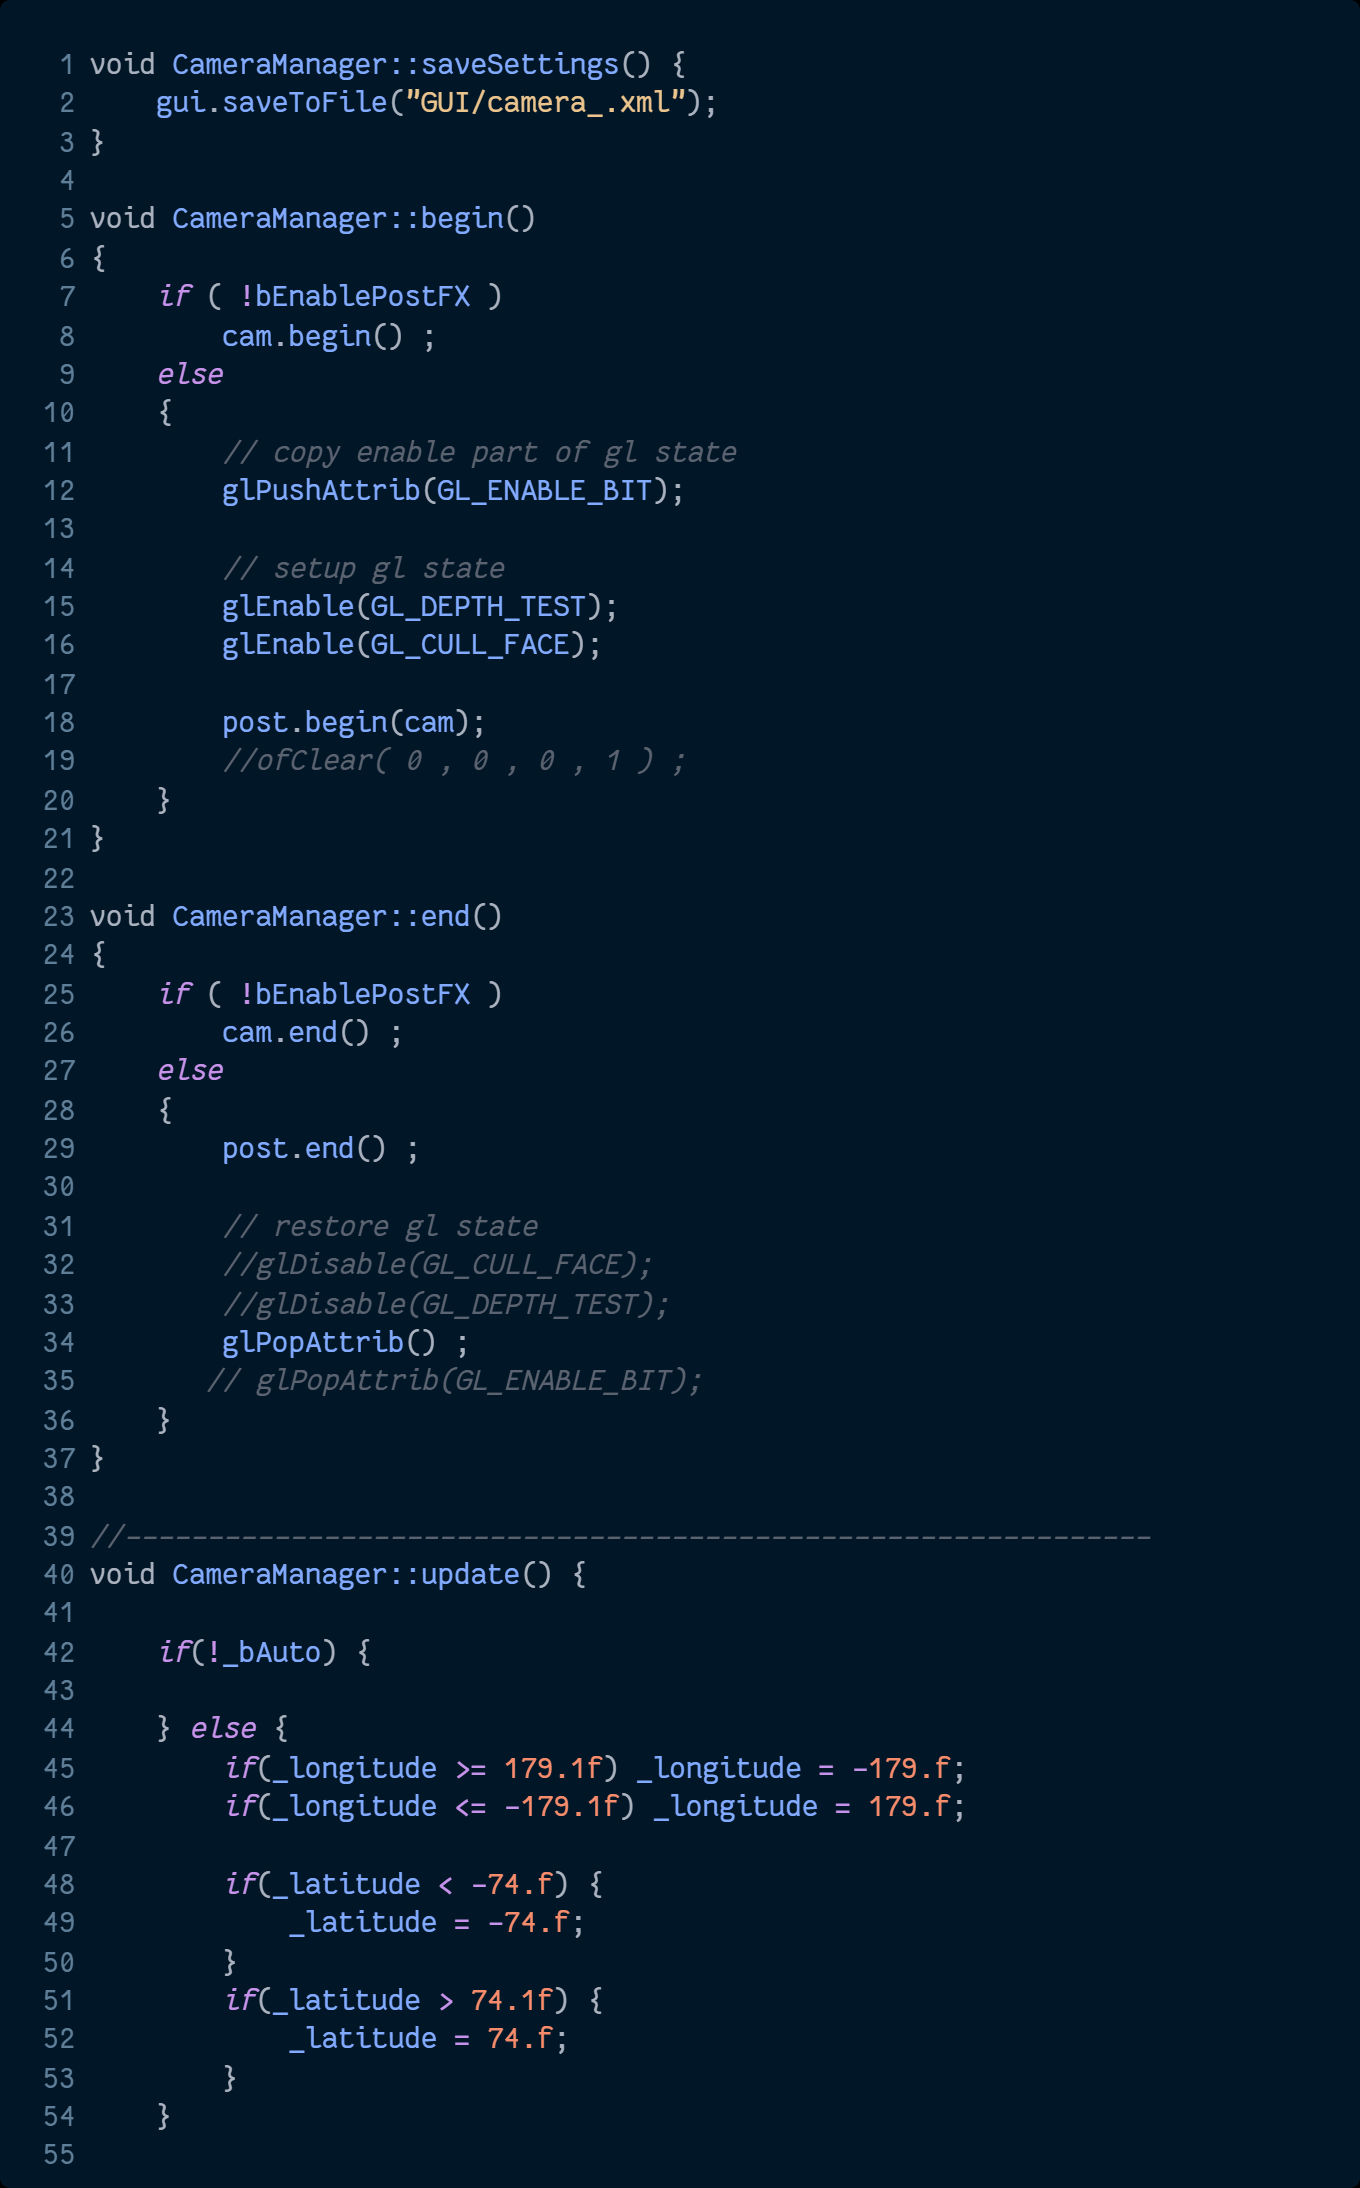 1 void CameraManager::saveSettings() {
2     gui.saveToFile("GUI/camera_.xml");
3 }
4
5 void CameraManager::begin()
6 {
7     if ( !bEnablePostFX )
8         cam.begin() ;
9     else
10     {
11         // copy enable part of gl state
12         glPushAttrib(GL_ENABLE_BIT);
13
14         // setup gl state
15         glEnable(GL_DEPTH_TEST);
16         glEnable(GL_CULL_FACE);
17
18         post.begin(cam);
19         //ofClear( 0 , 0 , 0 , 1 ) ;
20     }
21 }
22
23 void CameraManager::end()
24 {
25     if ( !bEnablePostFX )
26         cam.end() ;
27     else
28     {
29         post.end() ;
30
31         // restore gl state
32         //glDisable(GL_CULL_FACE);
33         //glDisable(GL_DEPTH_TEST);
34         glPopAttrib() ;
35        // glPopAttrib(GL_ENABLE_BIT);
36     }
37 }
38
39 //--------------------------------------------------------------
40 void CameraManager::update() {
41
42     if(!_bAuto) {
43
44     } else {
45         if(_longitude >= 179.1f) _longitude = -179.f;
46         if(_longitude <= -179.1f) _longitude = 179.f;
47
48         if(_latitude < -74.f) {
49             _latitude = -74.f;
50         }
51         if(_latitude > 74.1f) {
52             _latitude = 74.f;
53         }
54     }
55